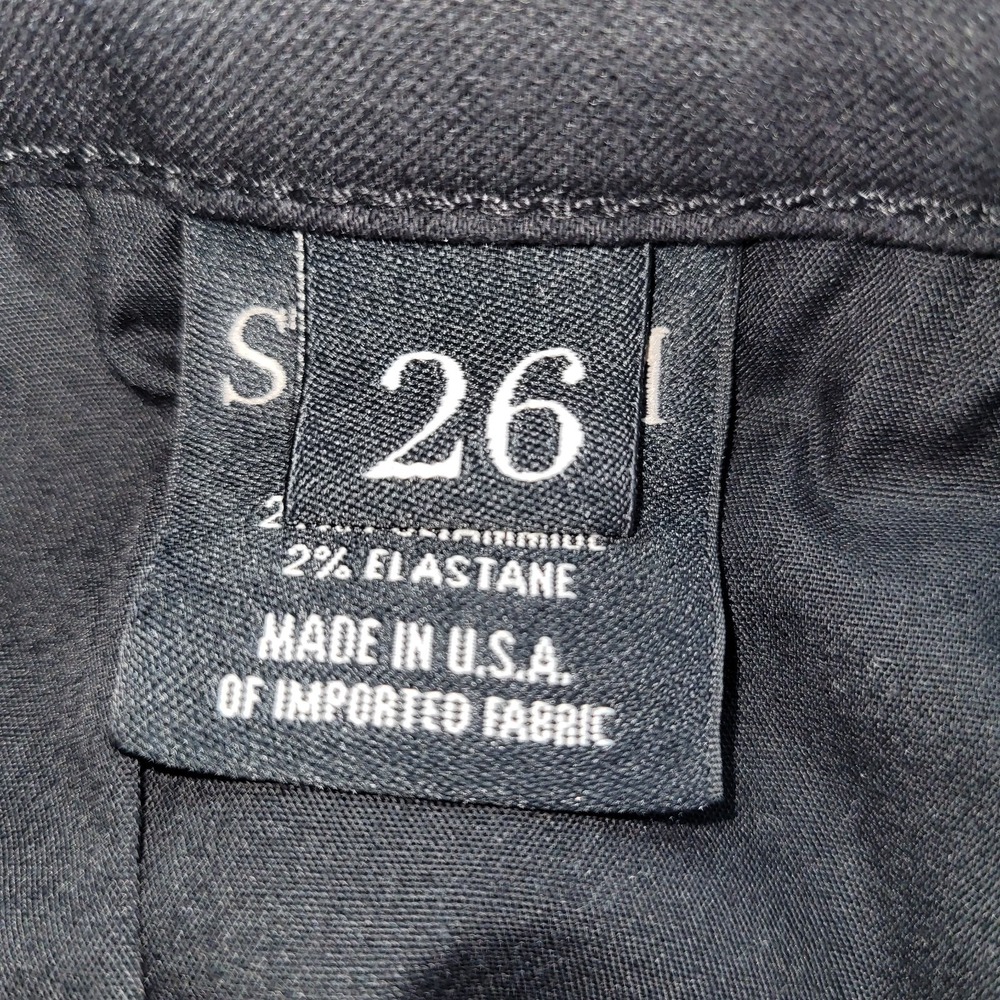 S 26 I
2% ELASTANE
MADE IN U.S.A.
OF IMPORTED FABRIC